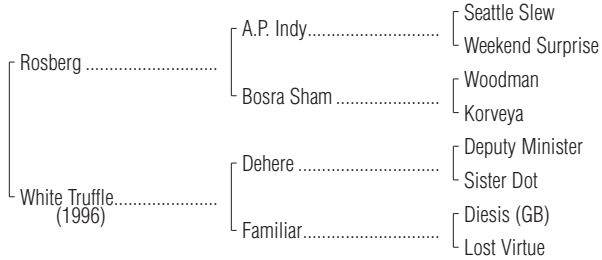 Seattle Slew
A.P. Indy........................................
Weekend Surprise
Rosberg ........................................
Woodman
Bosra Sham ................................
Korveya
Deputy Minister
Dehere ..........................................
Sister Dot
White Truffle................................
(1996)
Diesis (GB)
Familiar..........................................
Lost Virtue